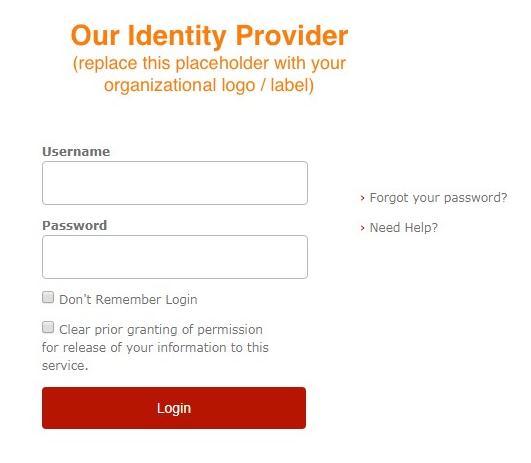 Our Identity Provider
(replace this placeholder with your
organizational logo / label)
Username
Password
Don't Remember Login
Clear prior granting of permission
for release of your information to this
service.
Login
› Forgot your password?
› Need Help?